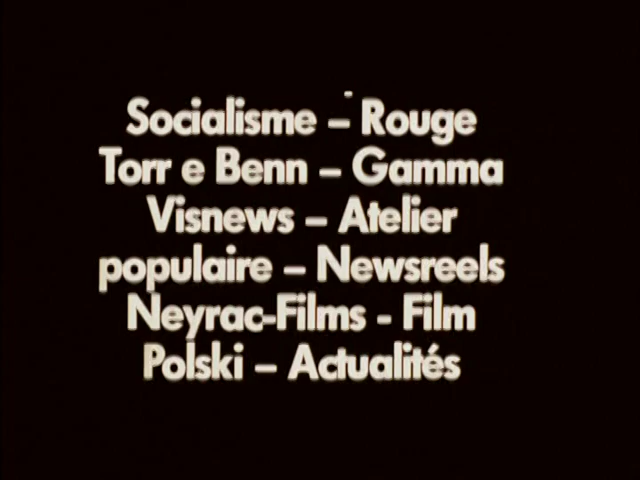 Socialisme – Rouge
Torr e Benn – Gamma
Visnews – Atelier
populaire – Newsreels
Neyrac-Films - Film
Polski – Actualités